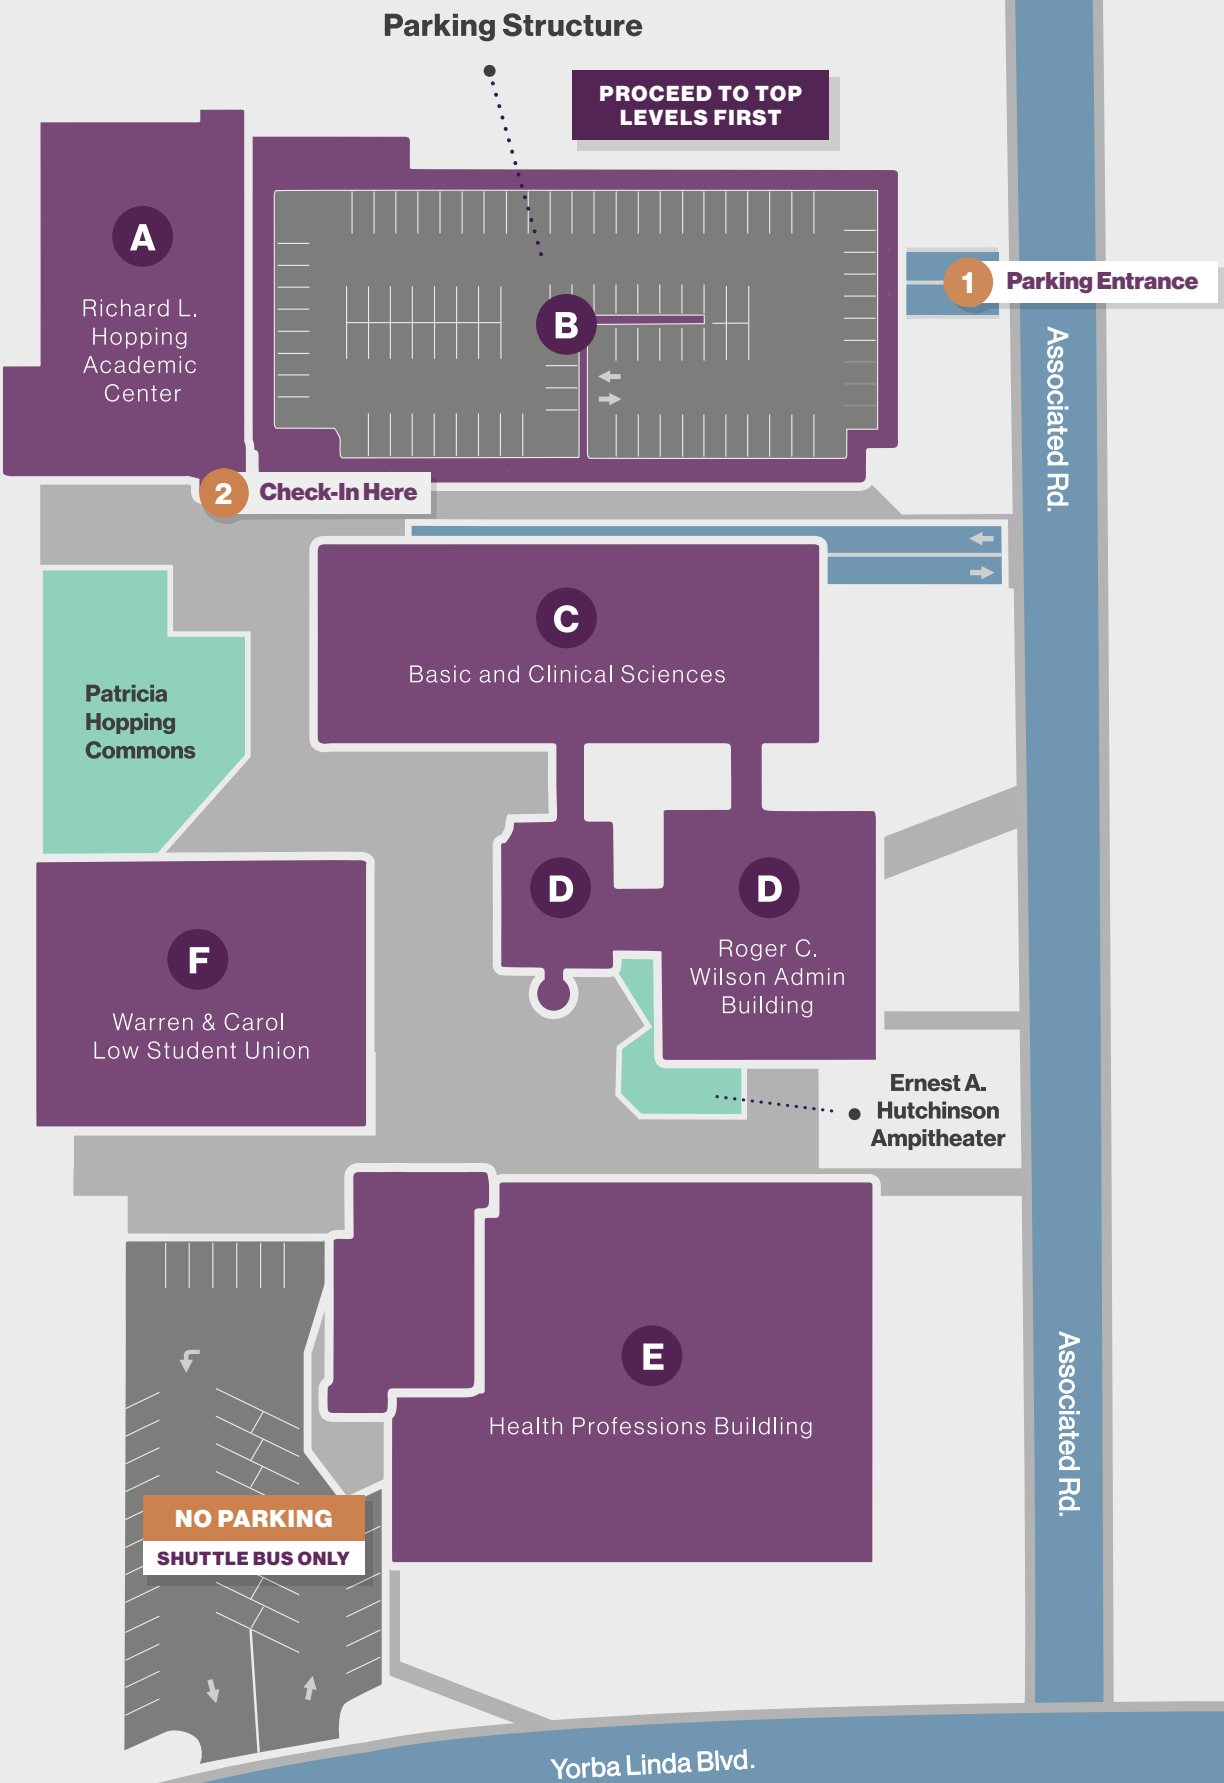 Parking Structure
PROCEED TO TOP
LEVELS FIRST
A
Richard L.
Hopping
Academic
Center
B
1
Parking Entrance
Associated Rd.
2
Check-In Here
C
Basic and Clinical Sciences
Patricia
Hopping
Commons
D
D
Roger C.
Wilson Admin
Building
F
Warren & Carol
Low Student Union
Ernest A.
Hutchinson
Ampitheater
E
Health Professions Buildling
Associated Rd.
NO PARKING
SHUTTLE BUS ONLY
Yorba Linda Blvd.